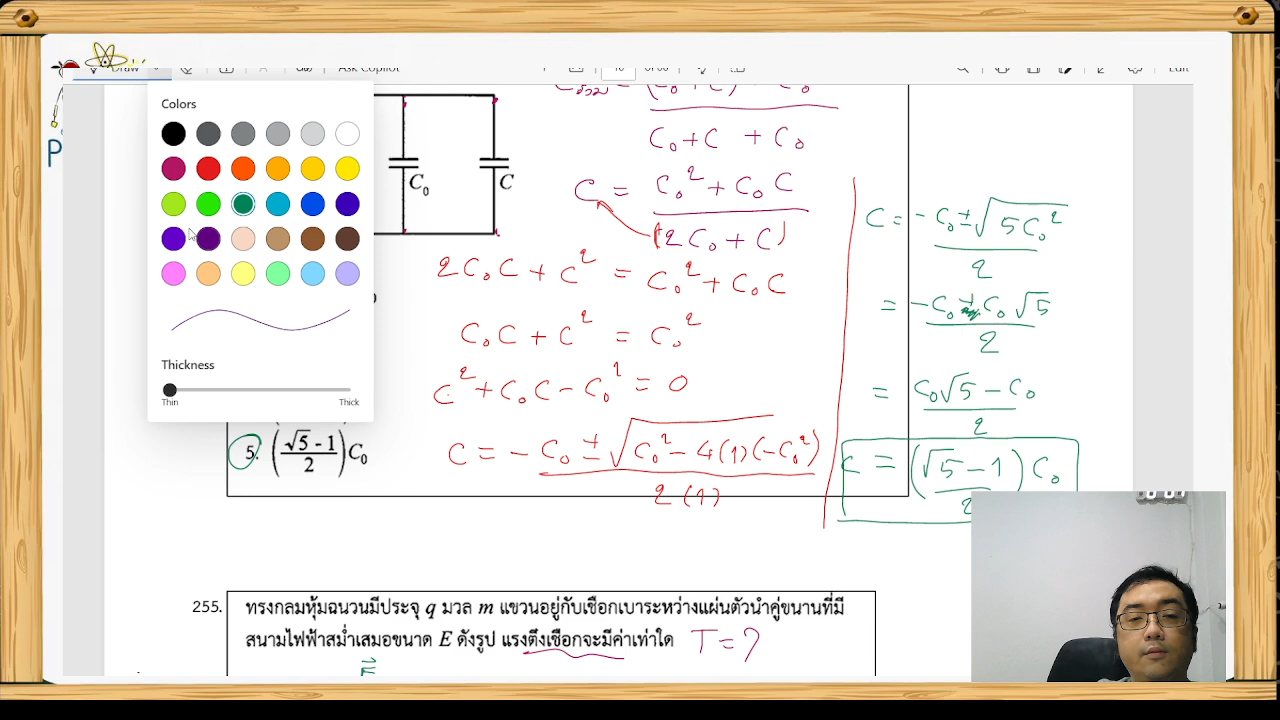 Draw
Ask Copilot
Edit
Colors
Thickness
Thin
Thick
P
C₀
C
C₀+C + C₀
C = C₀² + C₀C
(2C₀ + C)
2C₀C + C² = C₀² + C₀C
C₀C + C² = C₀²
C² + C₀C − C₀² = 0
C = −C₀ ± √C₀² − 4(1)(−C₀²)
2(1)
C = −C₀ ± √5C₀²
2
= −C₀ ± C₀√5
2
= C₀√5 − C₀
2
C = (√5 − 1) C₀
2
5. (√5 - 1 / 2) C₀
255.
ทรงกลมหุ้มฉนวนมีประจุ q มวล m แขวนอยู่กับเชือกเบาระหว่างแผ่นตัวนำคู่ขนานที่มี
สนามไฟฟ้าสม่ำเสมอขนาด E ดังรูป แรงตึงเชือกจะมีค่าเท่าใด T = ?